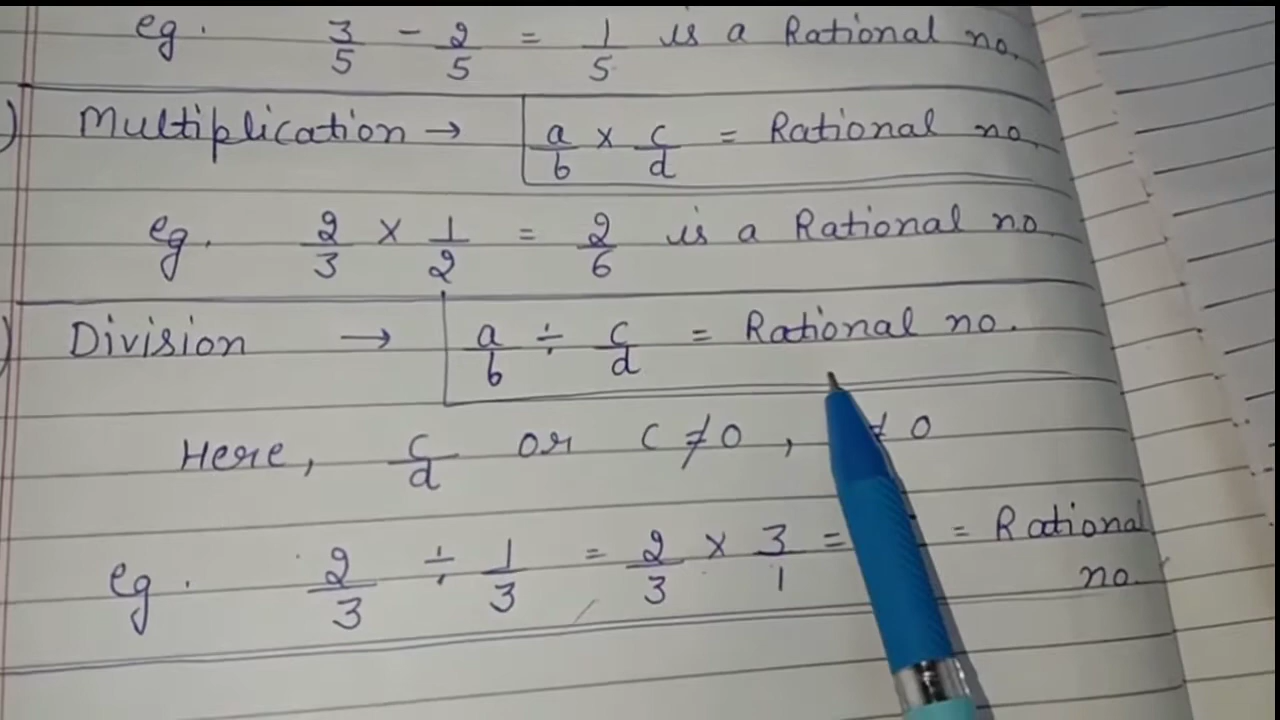 eg. 3/5 - 2/5 = 1/5 is a Rational no.
) Multiplication → a/b × c/d = Rational no.
eg. 2/3 × 1/2 = 2/6 is a Rational no.
) Division → a/b ÷ c/d = Rational no.
Here, c/d or c ≠ 0, ≠ 0
eg. 2/3 ÷ 1/3 = 2/3 × 3/1 = = Rational
no.